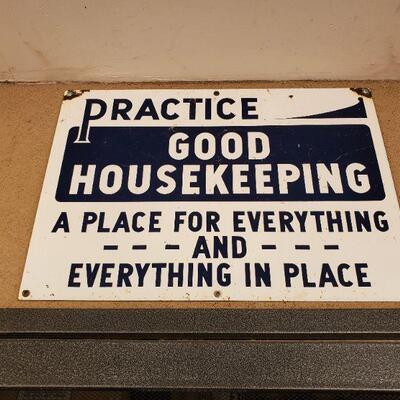 PRACTICE
GOOD
HOUSEKEEPING
A PLACE FOR EVERYTHING
- - - AND - - -
EVERYTHING IN PLACE